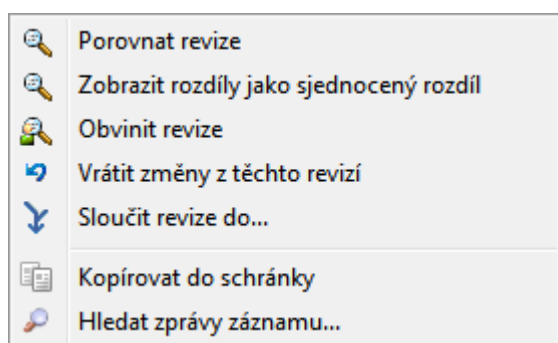 Porovnat revize
Zobrazit rozdíly jako sjednocený rozdíl
Obvinit revize
Vrátit změny z těchto revizí
Sloučit revize do...
Kopírovat do schránky
Hledat zprávy záznamu...